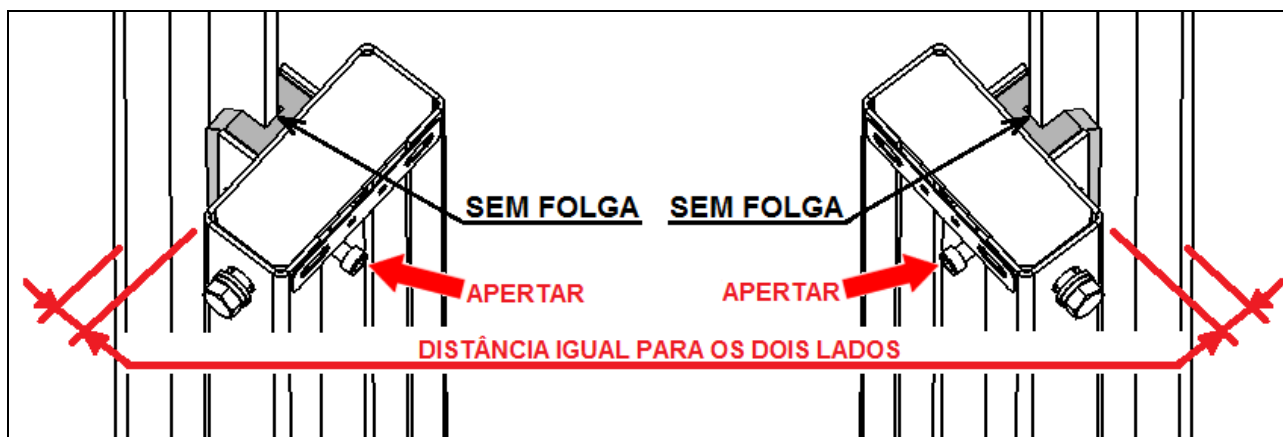 SEM FOLGA SEM FOLGA
APERTAR APERTAR
DISTÂNCIA IGUAL PARA OS DOIS LADOS